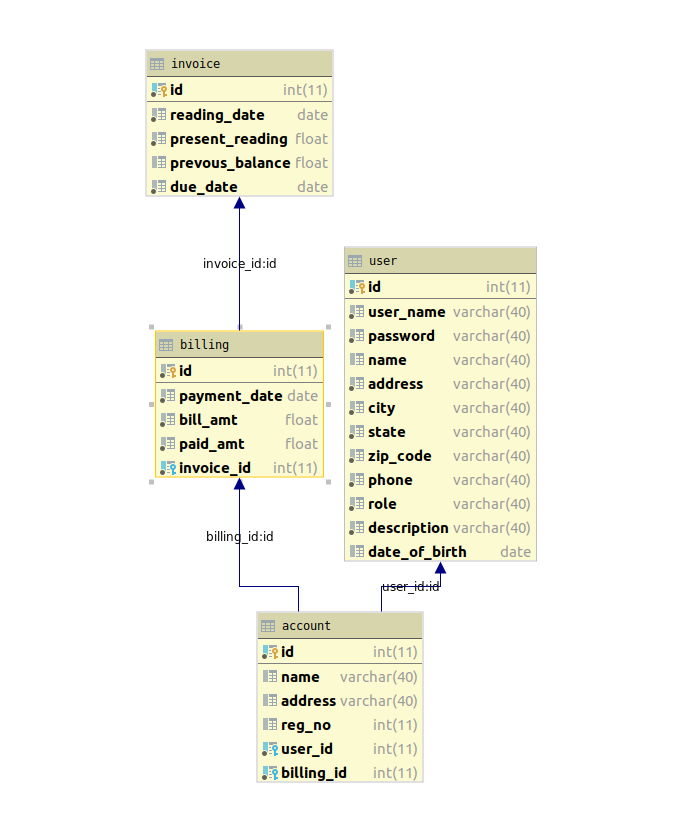 invoice
id int(11)
reading_date date
present_reading float
prevous_balance float
due_date date
invoice_id:id
user
id int(11)
user_name varchar(40)
password varchar(40)
name varchar(40)
address varchar(40)
city varchar(40)
state varchar(40)
zip_code varchar(40)
phone varchar(40)
role varchar(40)
description varchar(40)
date_of_birth date
billing
id int(11)
payment_date date
bill_amt float
paid_amt float
invoice_id int(11)
billing_id:id
user_id:id
account
id int(11)
name varchar(40)
address varchar(40)
reg_no int(11)
user_id int(11)
billing_id int(11)